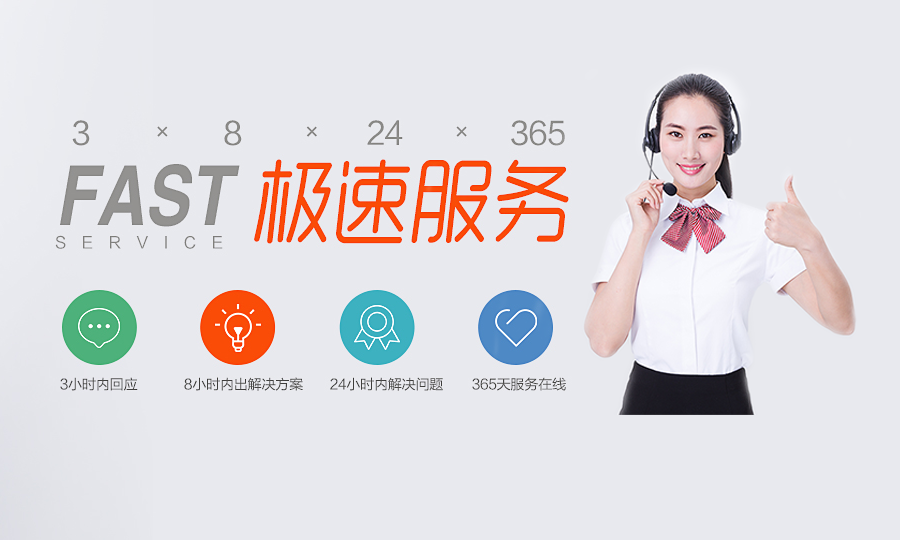 3 × 8 × 24 × 365
FAST 极速服务
SERVICE
3小时内回应
8小时内出解决方案
24小时内解决问题
365天服务在线